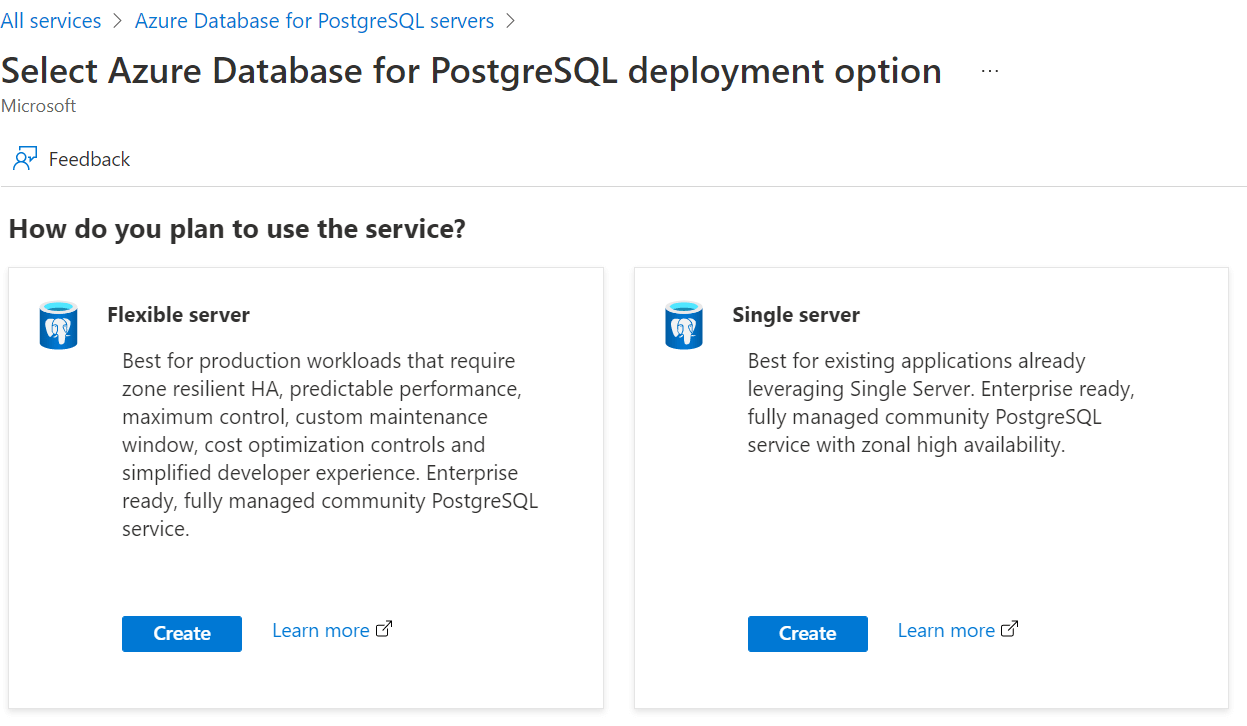 All services > Azure Database for PostgreSQL servers >
Select Azure Database for PostgreSQL deployment option ...
Microsoft
Feedback
How do you plan to use the service?
Flexible server
Best for production workloads that require
zone resilient HA, predictable performance,
maximum control, custom maintenance
window, cost optimization controls and
simplified developer experience. Enterprise
ready, fully managed community PostgreSQL
service.
Create Learn more
Single server
Best for existing applications already
leveraging Single Server. Enterprise ready,
fully managed community PostgreSQL
service with zonal high availability.
Create Learn more